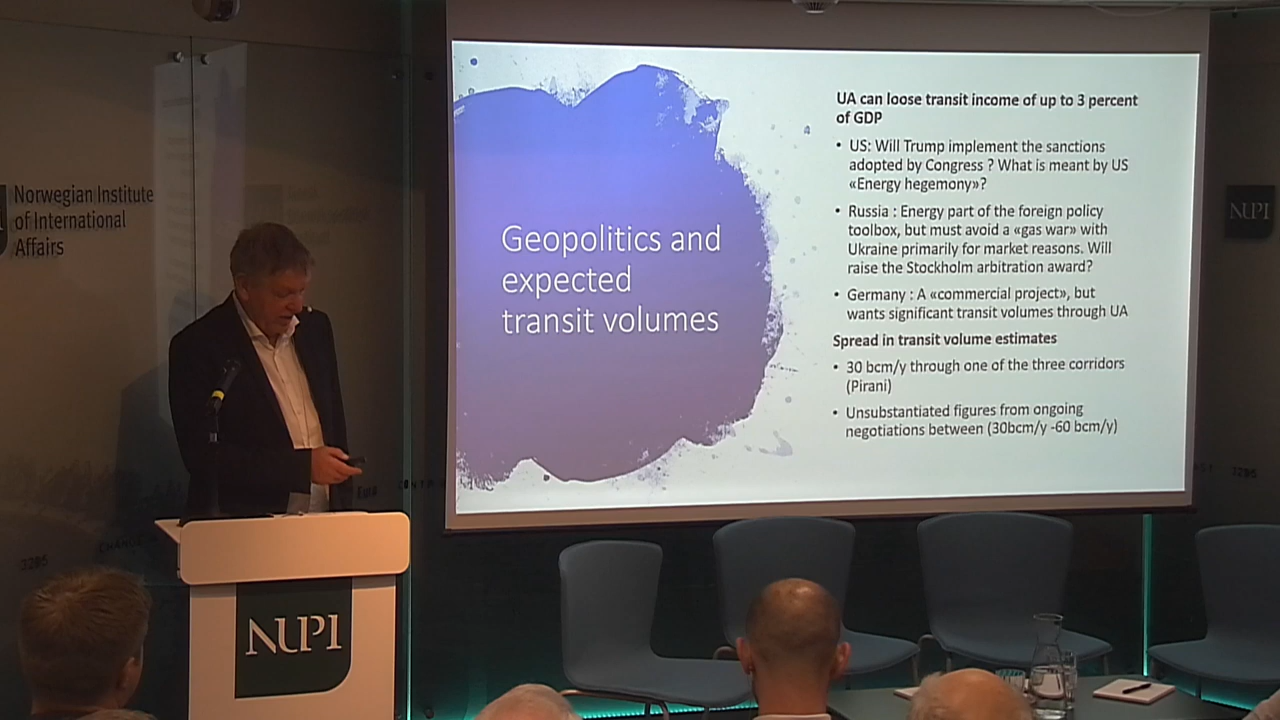 Norwegian Institute
of International
Affairs
Geopolitics and
expected
transit volumes
UA can loose transit income of up to 3 percent
of GDP
• US: Will Trump implement the sanctions
adopted by Congress ? What is meant by US
«Energy hegemony»?
• Russia : Energy part of the foreign policy
toolbox, but must avoid a «gas war» with
Ukraine primarily for market reasons. Will
raise the Stockholm arbitration award?
• Germany : A «commercial project», but
wants significant transit volumes through UA
Spread in transit volume estimates
• 30 bcm/y through one of the three corridors
(Pirani)
• Unsubstantiated figures from ongoing
negotiations between (30bcm/y -60 bcm/y)
NUPI
NUPI
3285
3285